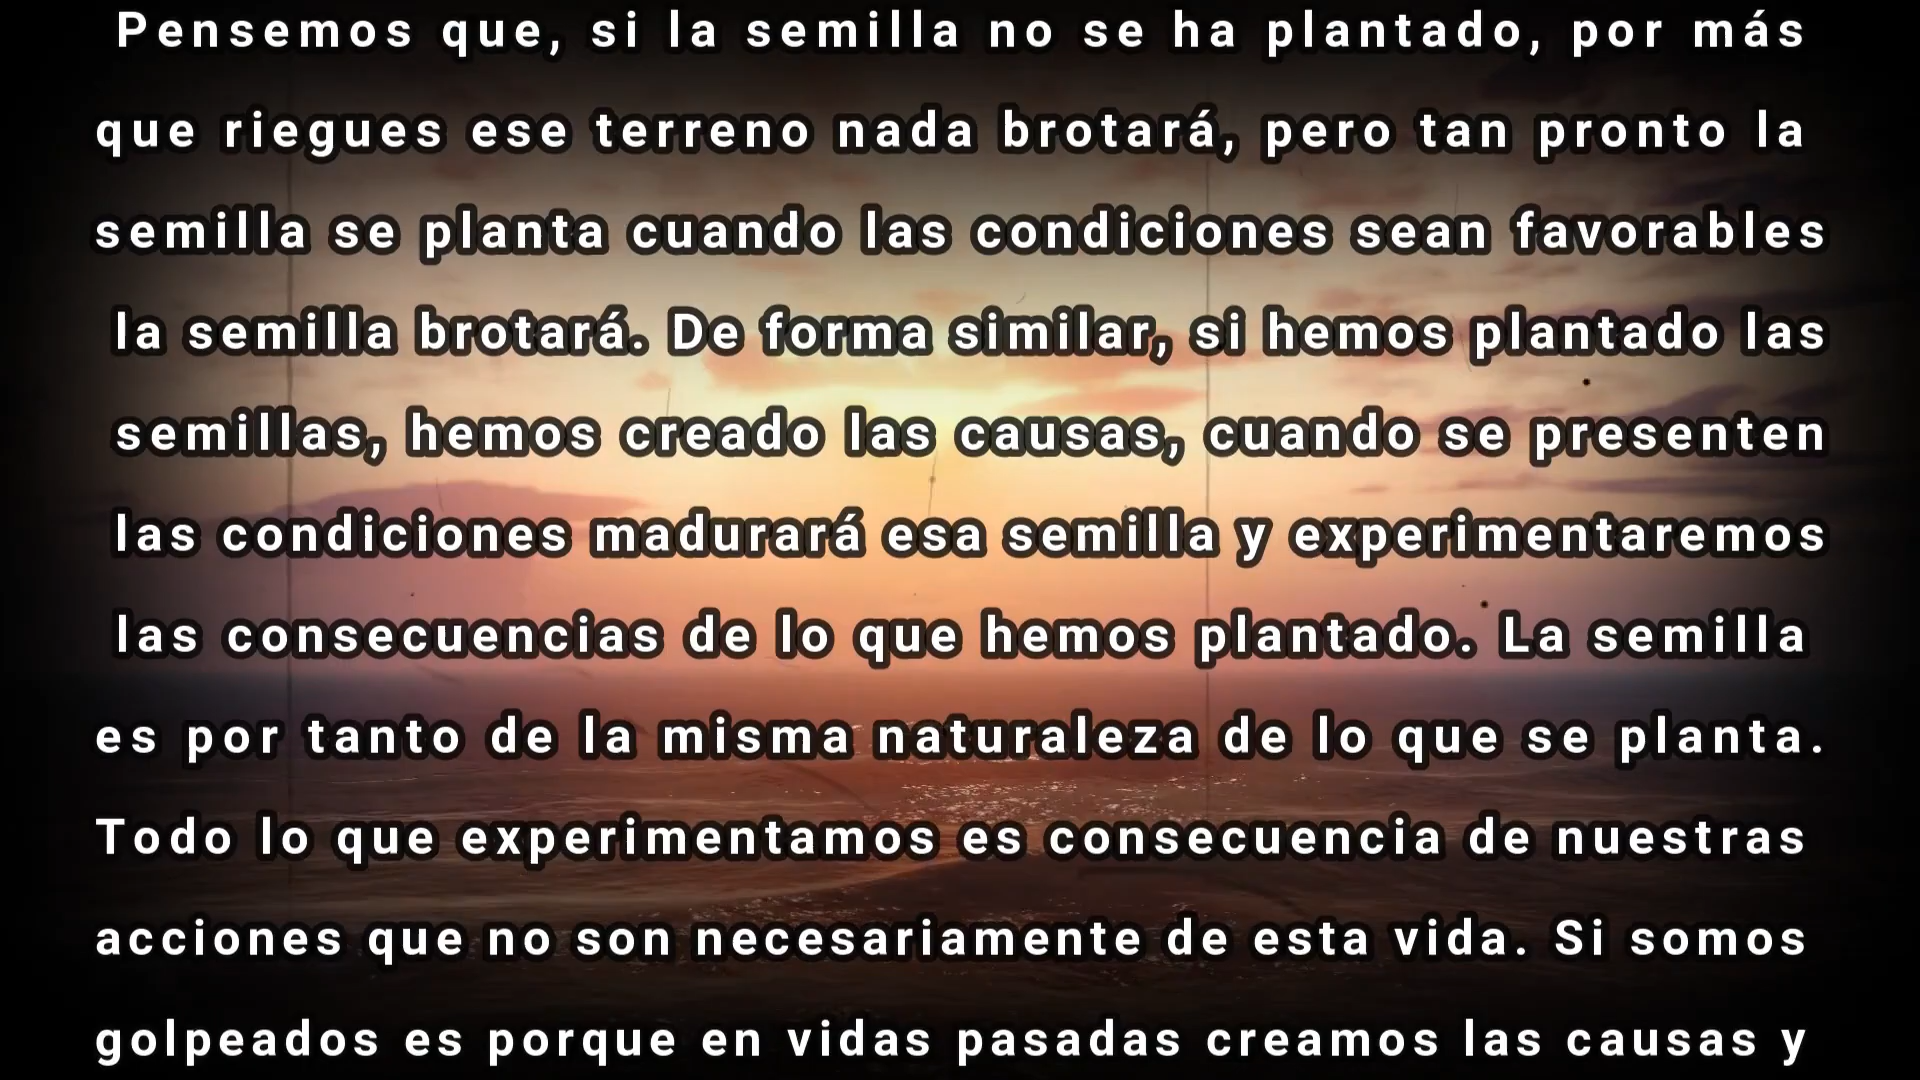 Pensemos que, si la semilla no se ha plantado, por más
que riegues ese terreno nada brotará, pero tan pronto la
semilla se planta cuando las condiciones sean favorables
la semilla brotará. De forma similar, si hemos plantado las
semillas, hemos creado las causas, cuando se presenten
las condiciones madurará esa semilla y experimentaremos
las consecuencias de lo que hemos plantado. La semilla
es por tanto de la misma naturaleza de lo que se planta.
Todo lo que experimentamos es consecuencia de nuestras
acciones que no son necesariamente de esta vida. Si somos
golpeados es porque en vidas pasadas creamos las causas y